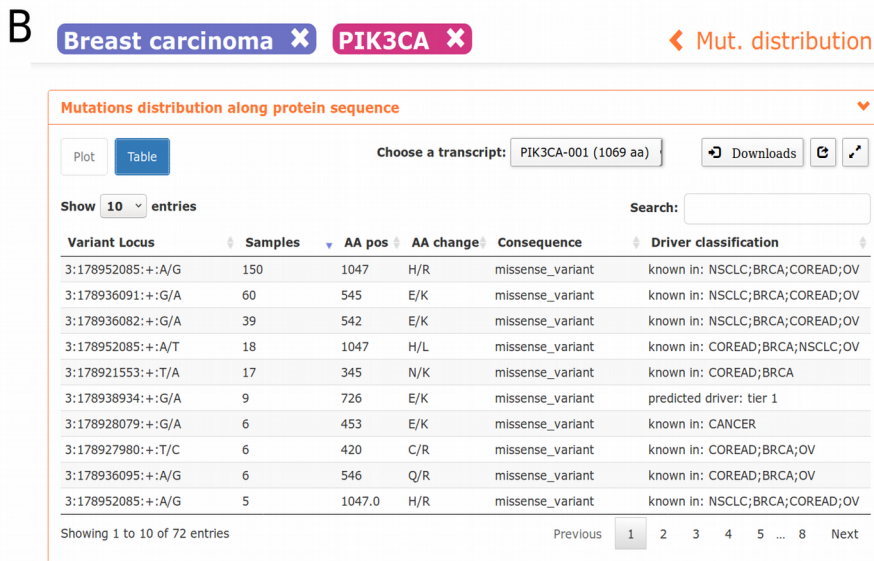 B
Breast carcinoma ✖ PIK3CA ✖ Mut. distribution
Mutations distribution along protein sequence
Plot Table Choose a transcript: PIK3CA-001 (1069 aa) Downloads
Show 10 entries Search:
Variant Locus Samples AA pos AA change Consequence Driver classification
3:178952085:+:A/G 150 1047 H/R missense_variant known in: NSCLC;BRCA;COREAD;OV
3:178936091:+:G/A 60 545 E/K missense_variant known in: NSCLC;BRCA;COREAD;OV
3:178936082:+:G/A 39 542 E/K missense_variant known in: NSCLC;BRCA;COREAD;OV
3:178952085:+:A/T 18 1047 H/L missense_variant known in: COREAD;BRCA;NSCLC;OV
3:178921553:+:T/A 17 345 N/K missense_variant known in: COREAD;BRCA
3:178938934:+:G/A 9 726 E/K missense_variant predicted driver: tier 1
3:178928079:+:G/A 6 453 E/K missense_variant known in: CANCER
3:178927980:+:T/C 6 420 C/R missense_variant known in: COREAD;BRCA;OV
3:178936095:+:A/G 6 546 Q/R missense_variant known in: COREAD;BRCA;OV
3:178952085:+:A/G 5 1047.0 H/R missense_variant known in: NSCLC;BRCA;COREAD;OV
Showing 1 to 10 of 72 entries Previous 1 2 3 4 5 ... 8 Next